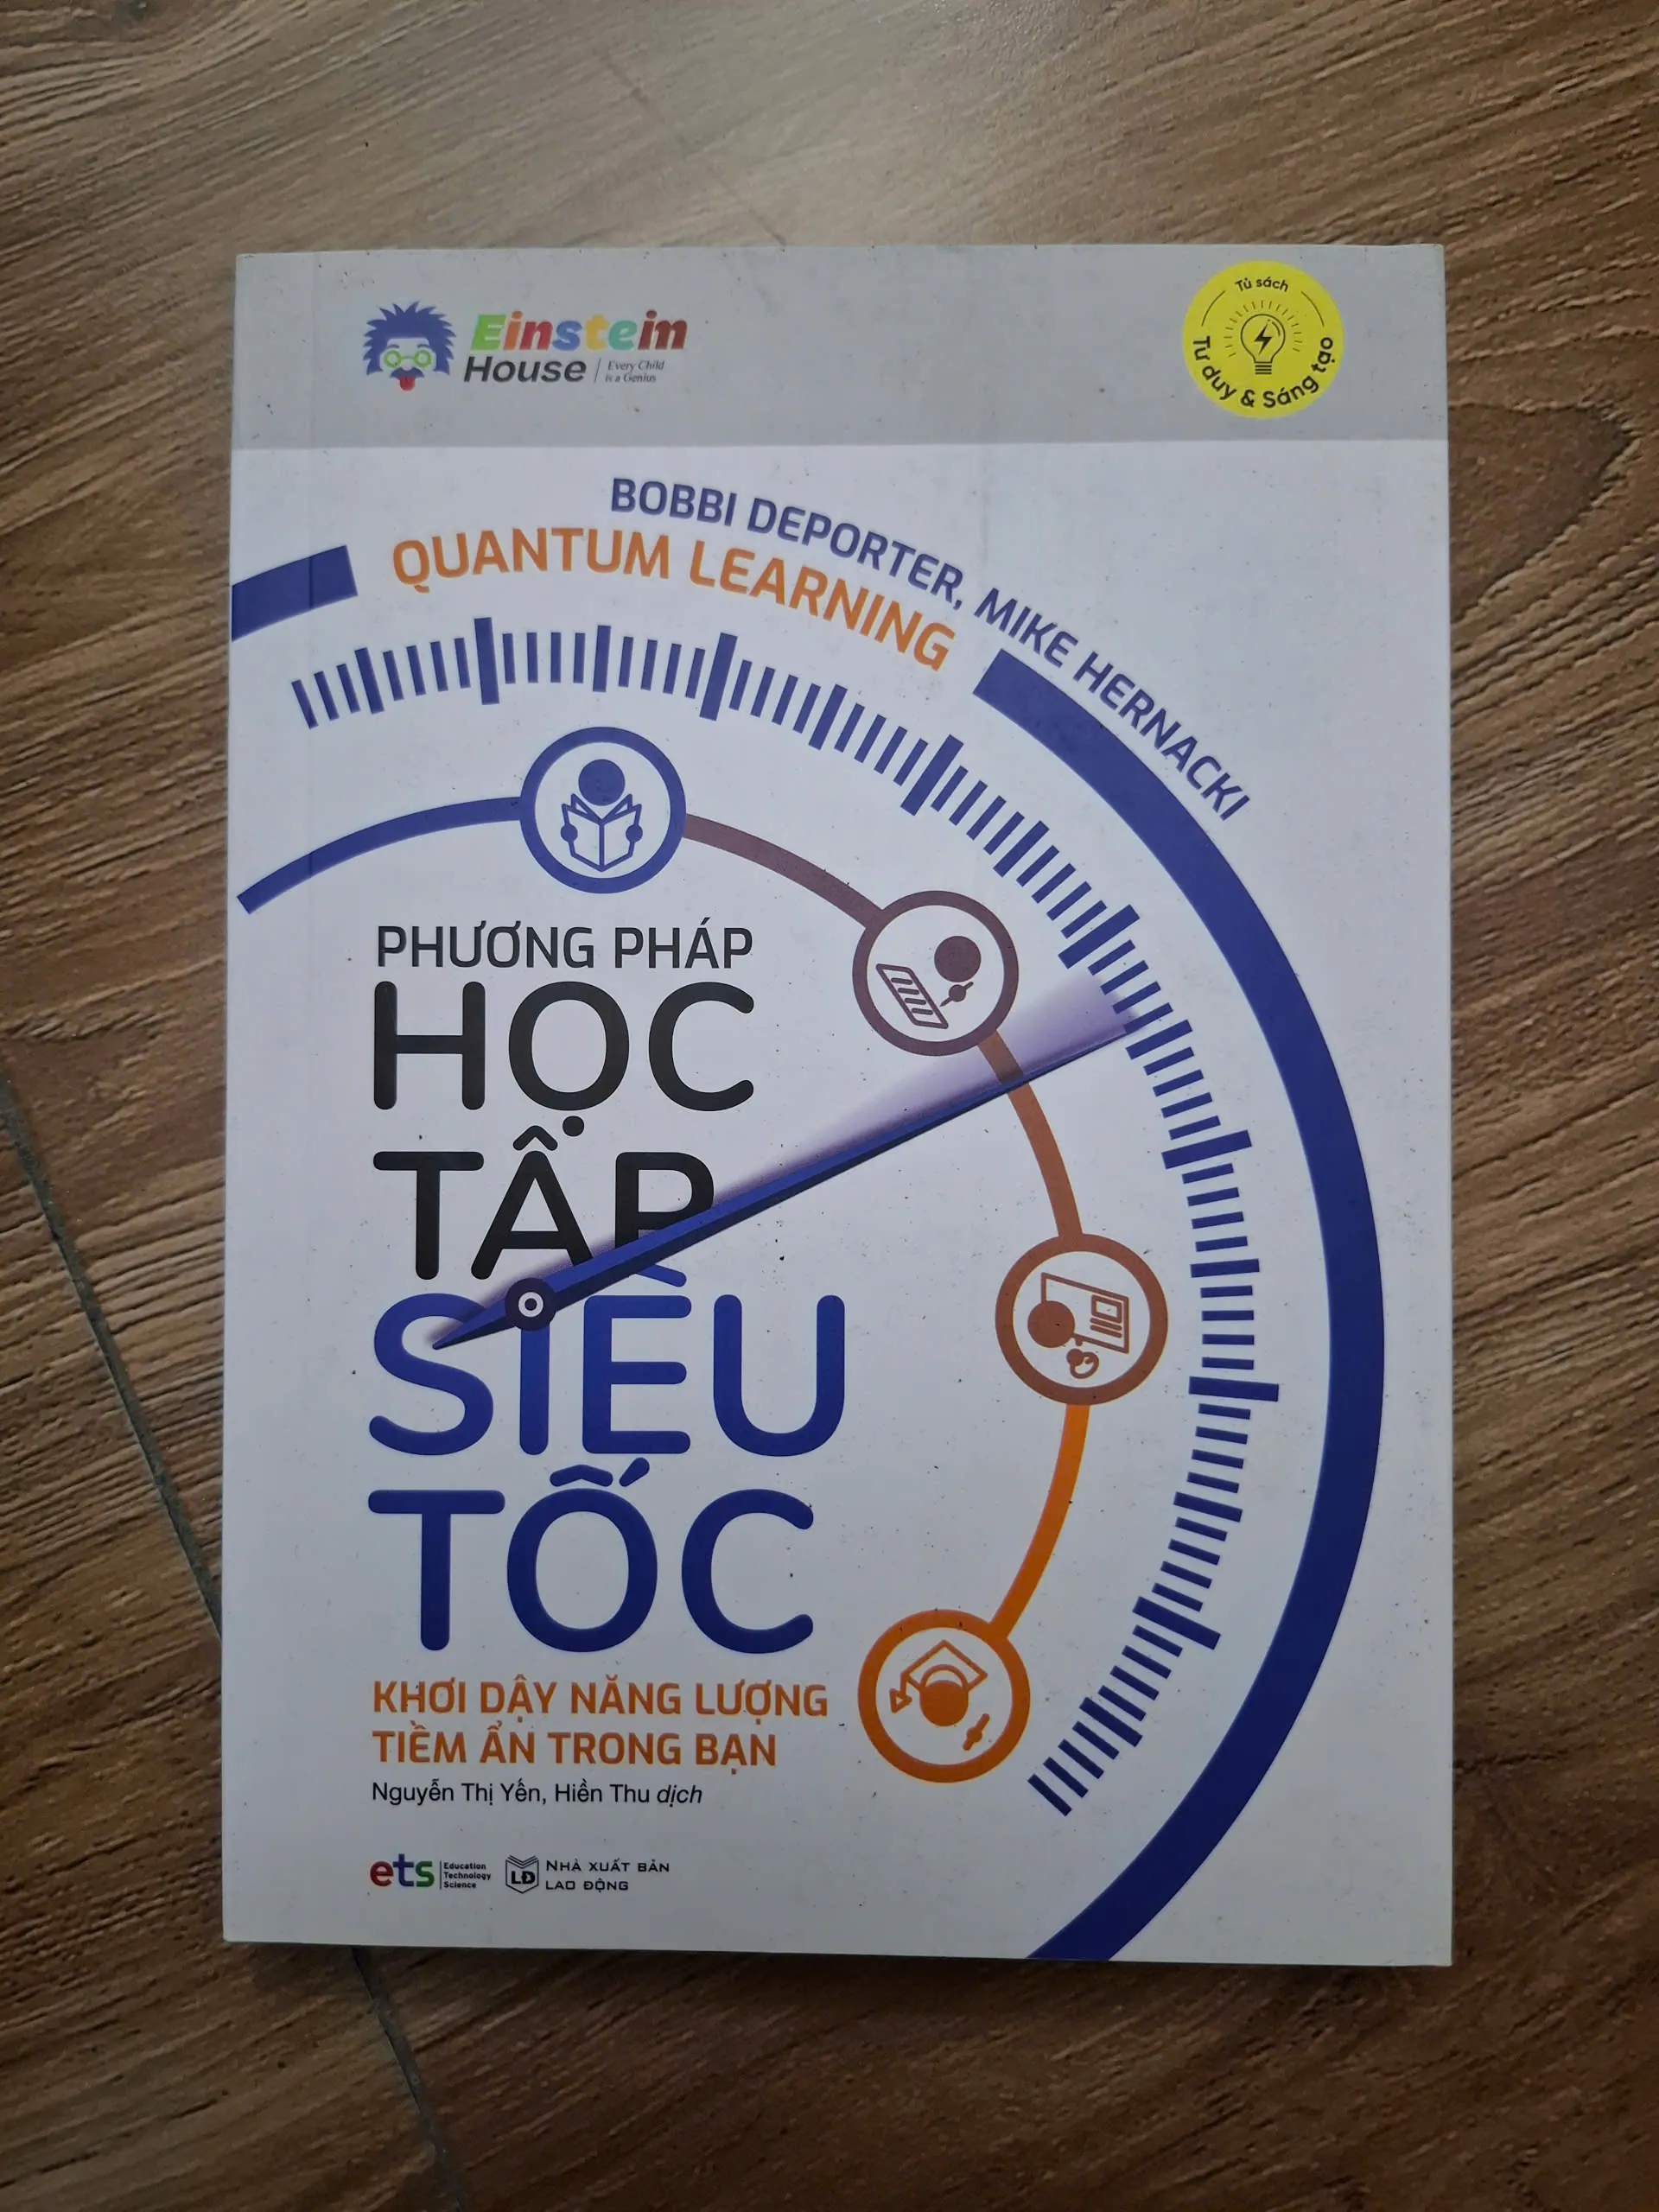 Einstein
House
Every Child
is a Genius
Tủ sách
Tư duy & Sáng tạo
BOBBI DEPORTER, MIKE HERNACKI
QUANTUM LEARNING
PHƯƠNG PHÁP
HỌC
TẬP
SIÊU
TỐC
KHƠI DẬY NĂNG LƯỢNG
TIỀM ẨN TRONG BẠN
Nguyễn Thị Yến, Hiền Thu dịch
ets
Education
Technology
Science
LĐ
NHÀ XUẤT BẢN
LAO ĐỘNG